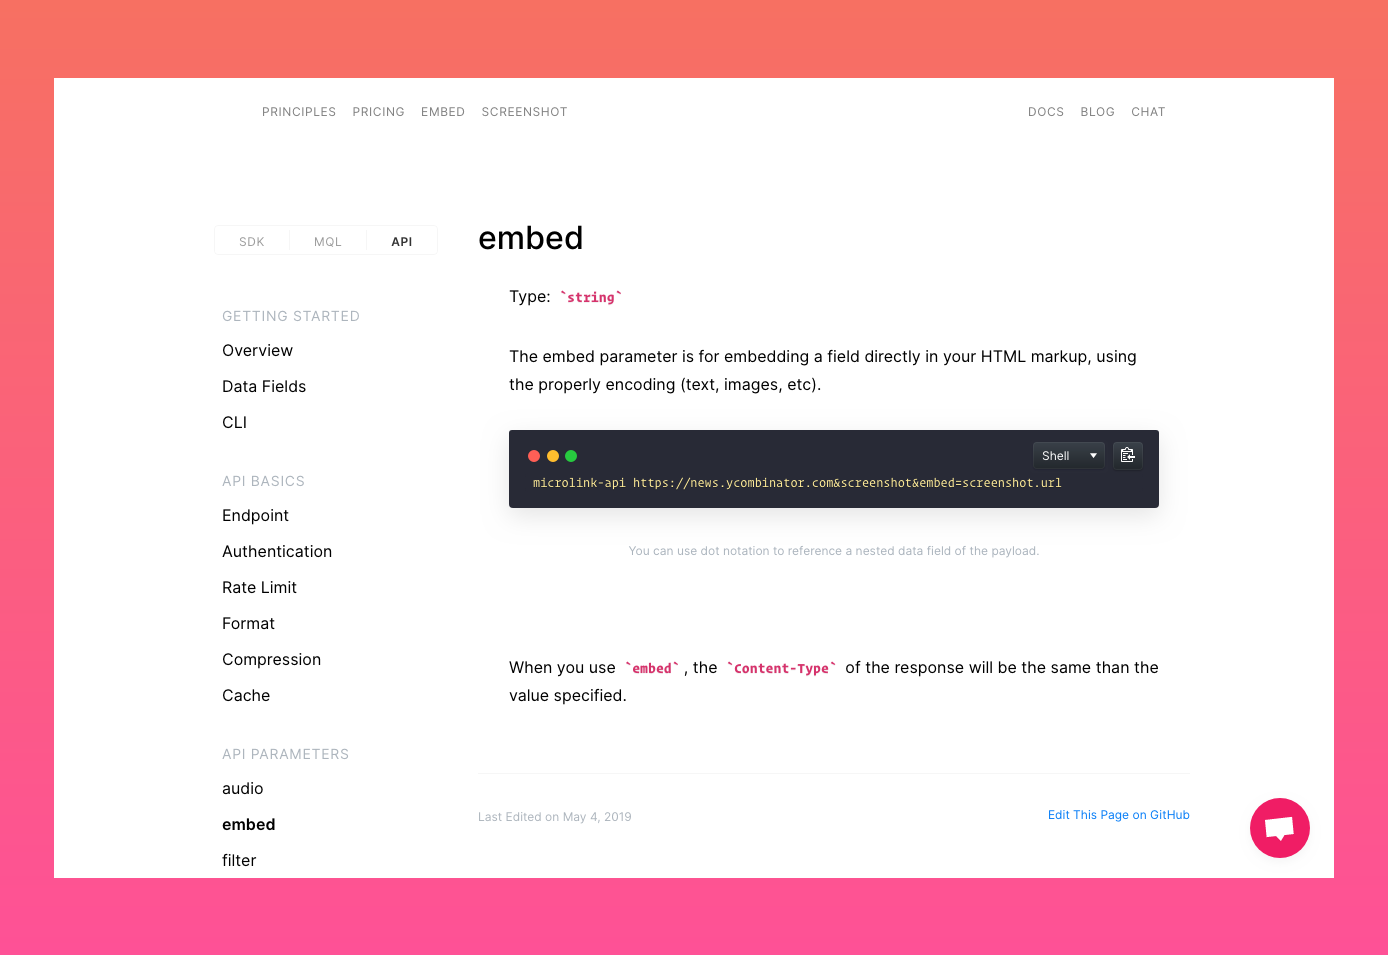 PRINCIPLES PRICING EMBED SCREENSHOT DOCS BLOG CHAT
SDK MQL API
GETTING STARTED
Overview
Data Fields
CLI
API BASICS
Endpoint
Authentication
Rate Limit
Format
Compression
Cache
API PARAMETERS
audio
embed
filter
embed
Type: `string`
The embed parameter is for embedding a field directly in your HTML markup, using
the properly encoding (text, images, etc).
Shell
microlink-api https://news.ycombinator.com&screenshot&embed=screenshot.url
You can use dot notation to reference a nested data field of the payload.
When you use `embed`, the `Content-Type` of the response will be the same than the
value specified.
Last Edited on May 4, 2019 Edit This Page on GitHub